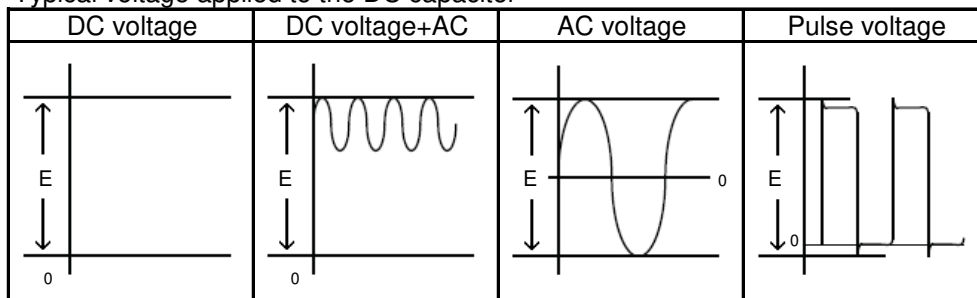 Typical voltage applied to the DC capacitor
DC voltage DC voltage+AC AC voltage Pulse voltage
E E E 0 E
0
0 0